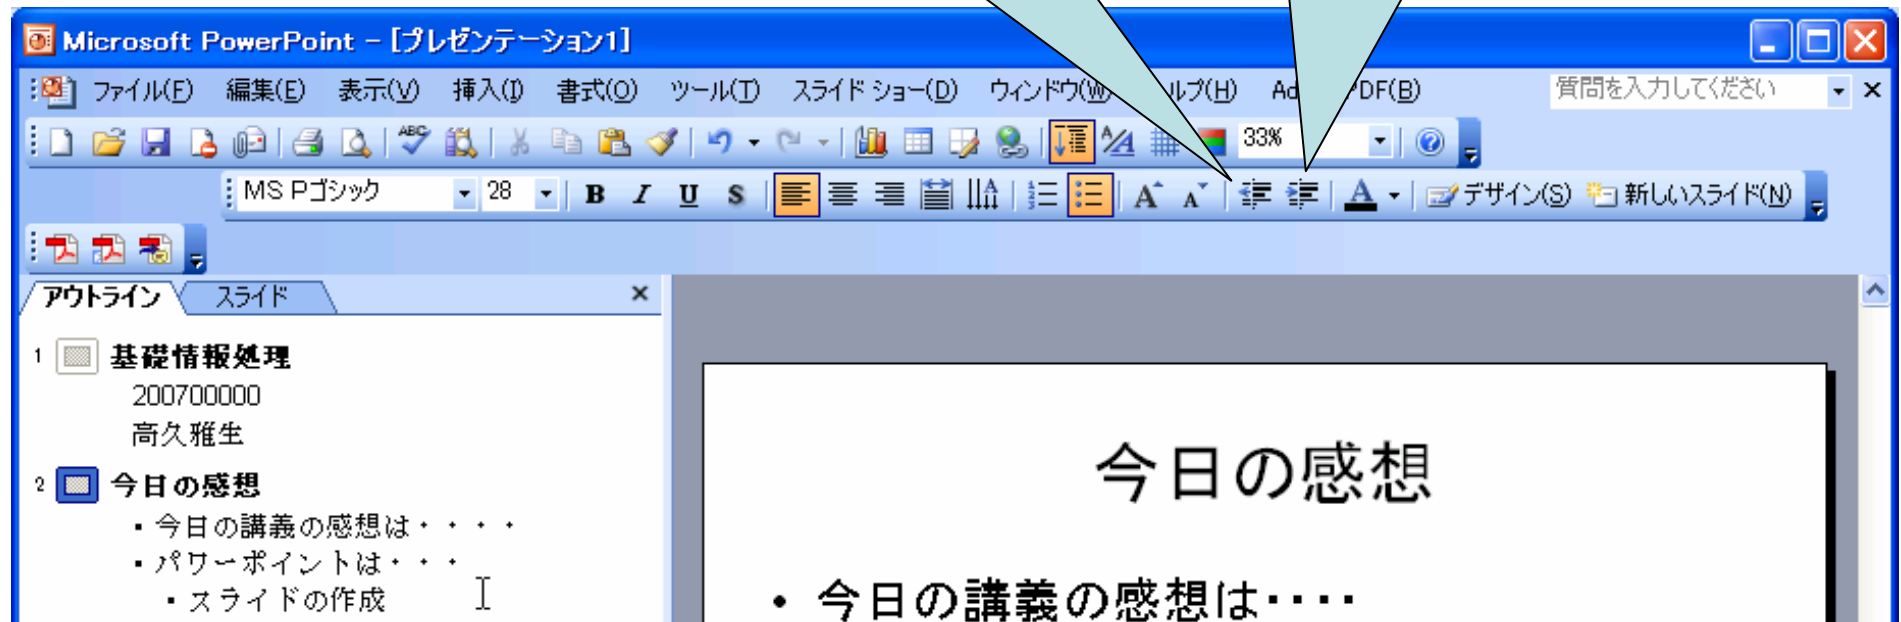 Microsoft PowerPoint - [プレゼンテーション1]
ファイル(F) 編集(E) 表示(V) 挿入(I) 書式(O) ツール(T) スライド ショー(D) ウィンドウ(W) ルプ(H) Ad PDF(B) 質問を入力してください
ABC 33%
MS Pゴシック 28 B I U S A A A デザイン(S) 新しいスライド(N)
アウトライン スライド
1 基礎情報処理
200700000
高久雅生
2 今日の感想
・今日の講義の感想は・・・・
・パワーポイントは・・・
・スライドの作成
今日の感想
・今日の講義の感想は・・・・